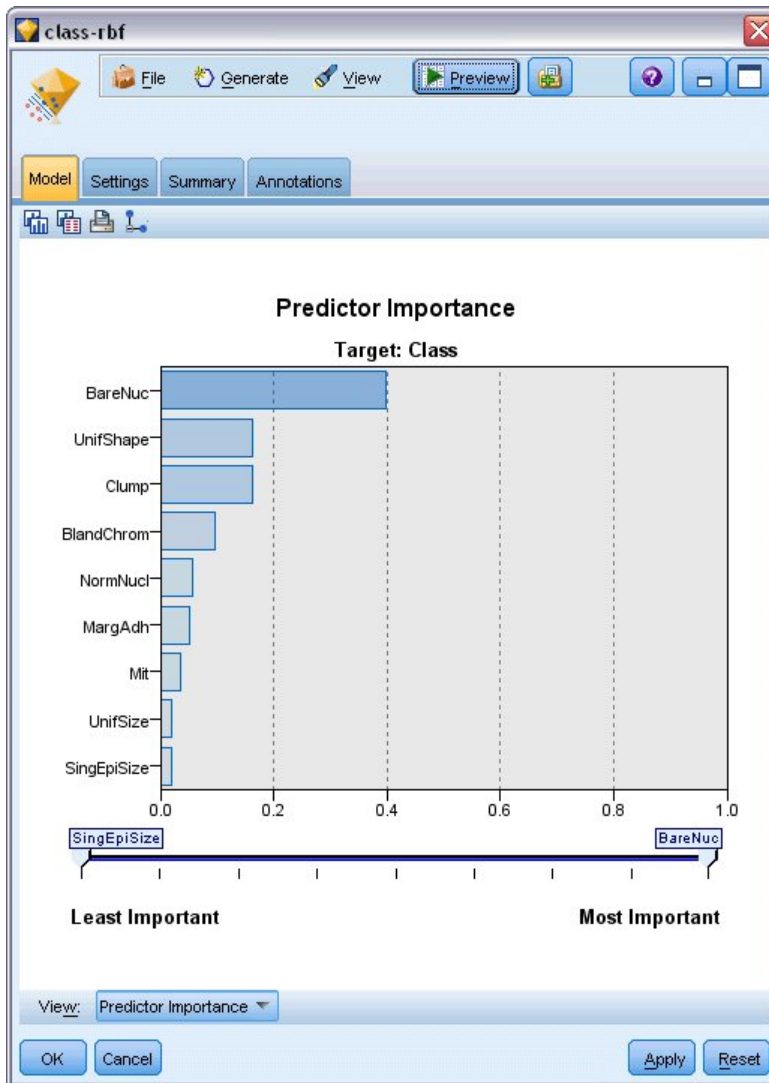 class-rbf
File Generate View Preview
Model Settings Summary Annotations
Predictor Importance
Target: Class
BareNuc
UnifShape
Clump
BlandChrom
NormNucl
MargAdh
Mit
UnifSize
SingEpiSize
0.0 0.2 0.4 0.6 0.8 1.0
SingEpiSize BareNuc
Least Important Most Important
View: Predictor Importance
OK Cancel Apply Reset